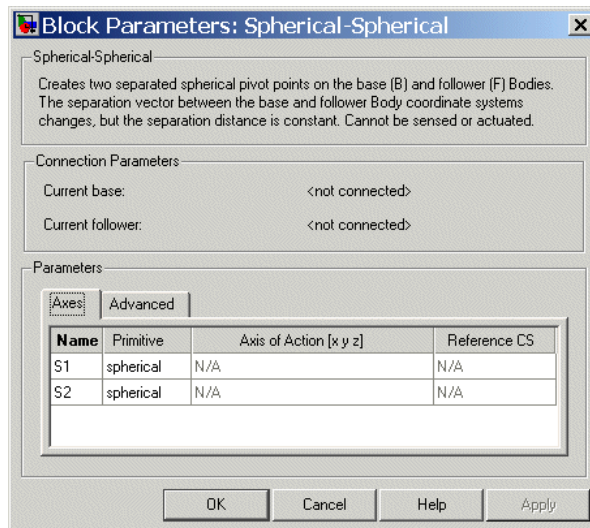 Block Parameters: Spherical-Spherical
Spherical-Spherical
Creates two separated spherical pivot points on the base (B) and follower (F) Bodies.
The separation vector between the base and follower Body coordinate systems
changes, but the separation distance is constant. Cannot be sensed or actuated.
Connection Parameters
Current base: <not connected>
Current follower: <not connected>
Parameters
Axes Advanced
Name Primitive Axis of Action [x y z] Reference CS
S1 spherical N/A N/A
S2 spherical N/A N/A
OK Cancel Help Apply